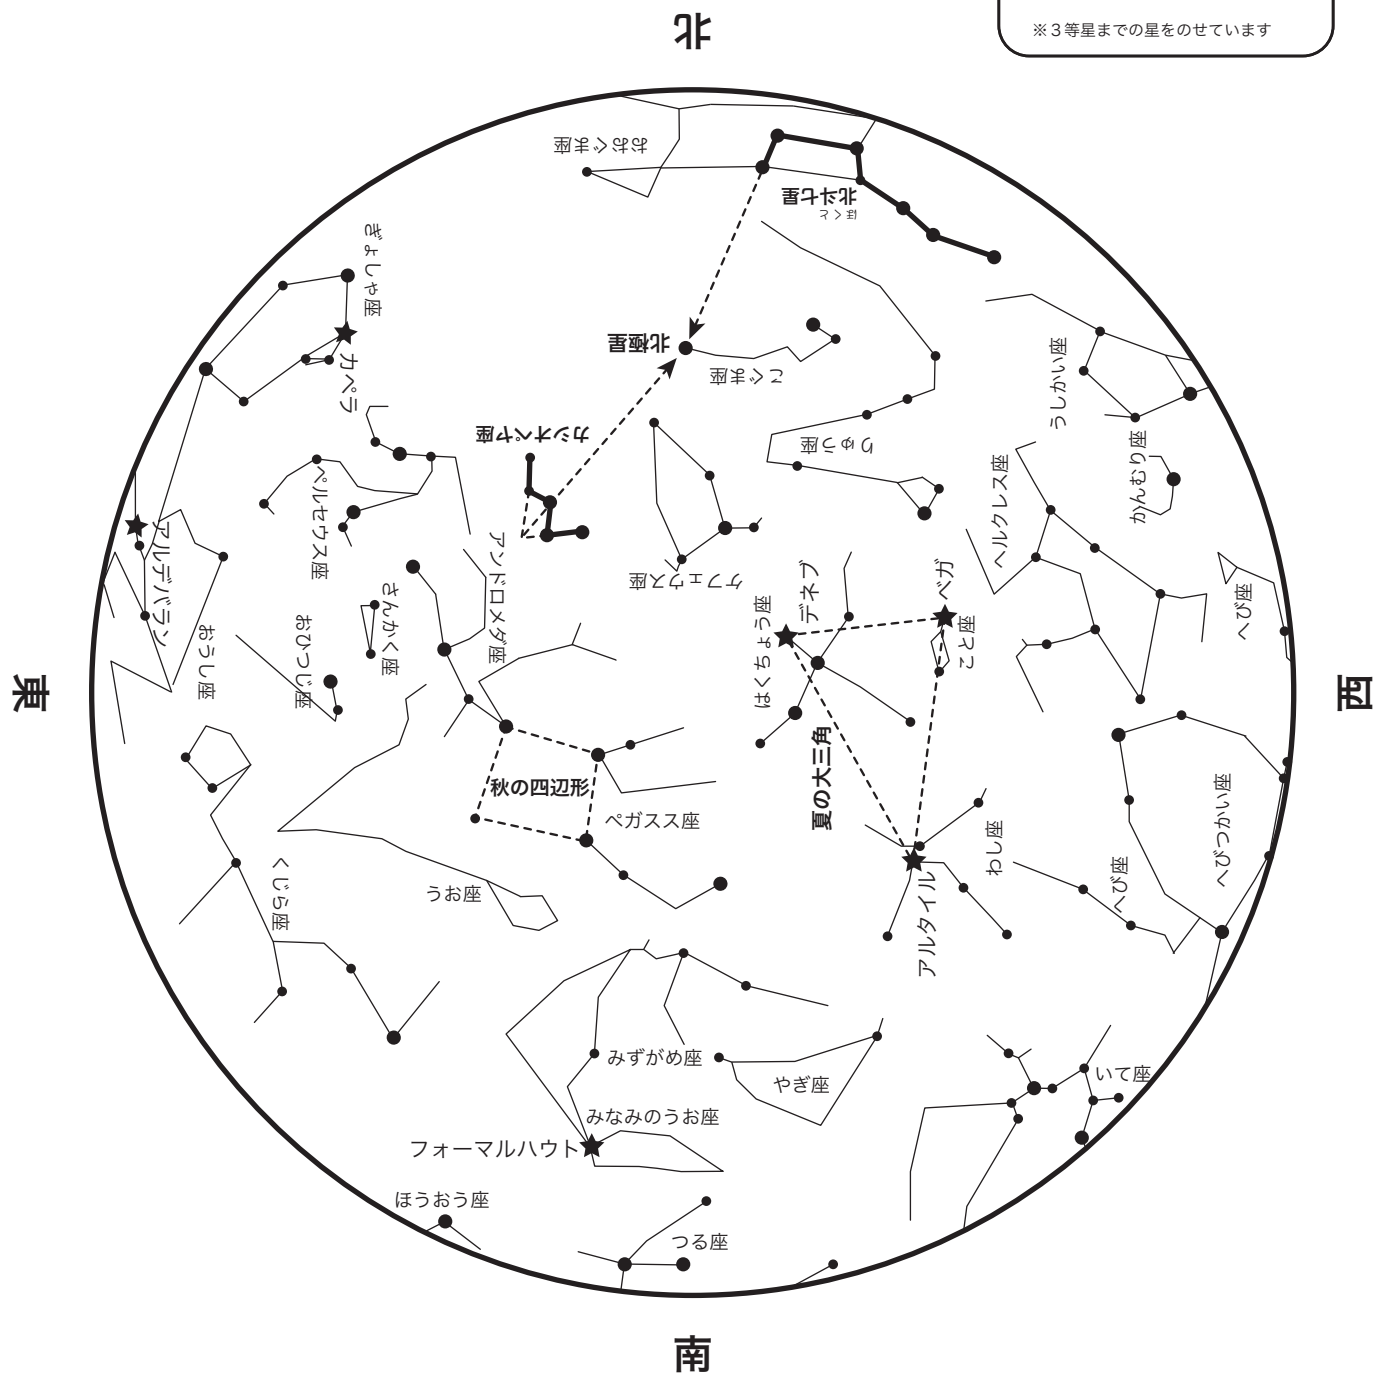 ※３等星までの星をのせています
北
おおぐま座
北斗七星
ほくと
ぎょしゃ座
カペラ
北極星
こぐま座
うしかい座
カシオペヤ座
りゅう座
かんむり座
ヘルクレス座
ペルセウス座
アルデバラン
アンドロメダ座
ケフェウス座
デネブ
ベガ
へび座
さんかく座
おひつじ座
おうし座
はくちょう座
こと座
東
西
夏の大三角
秋の四辺形
ペガスス座
へびつかい座
わし座
へび座
くじら座
うお座
アルタイル
みずがめ座
やぎ座
いて座
みなみのうお座
フォーマルハウト
ほうおう座
つる座
南